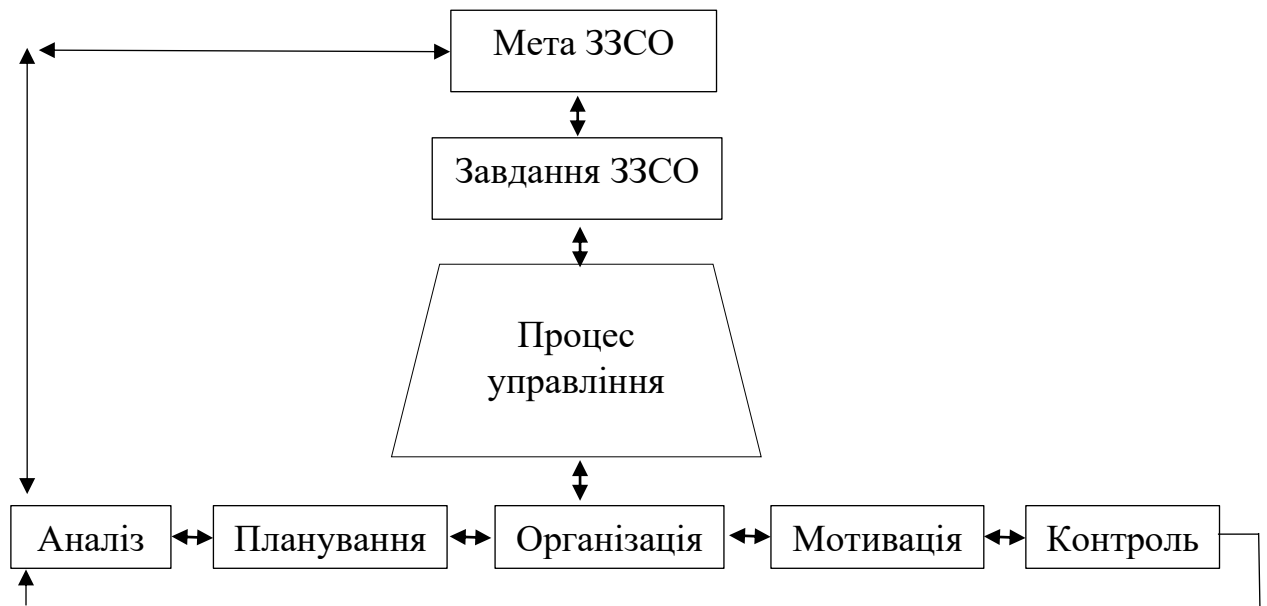 Мета ЗЗСО
Завдання ЗЗСО
Процес
управління
Аналіз
Планування
Організація
Мотивація
Контроль